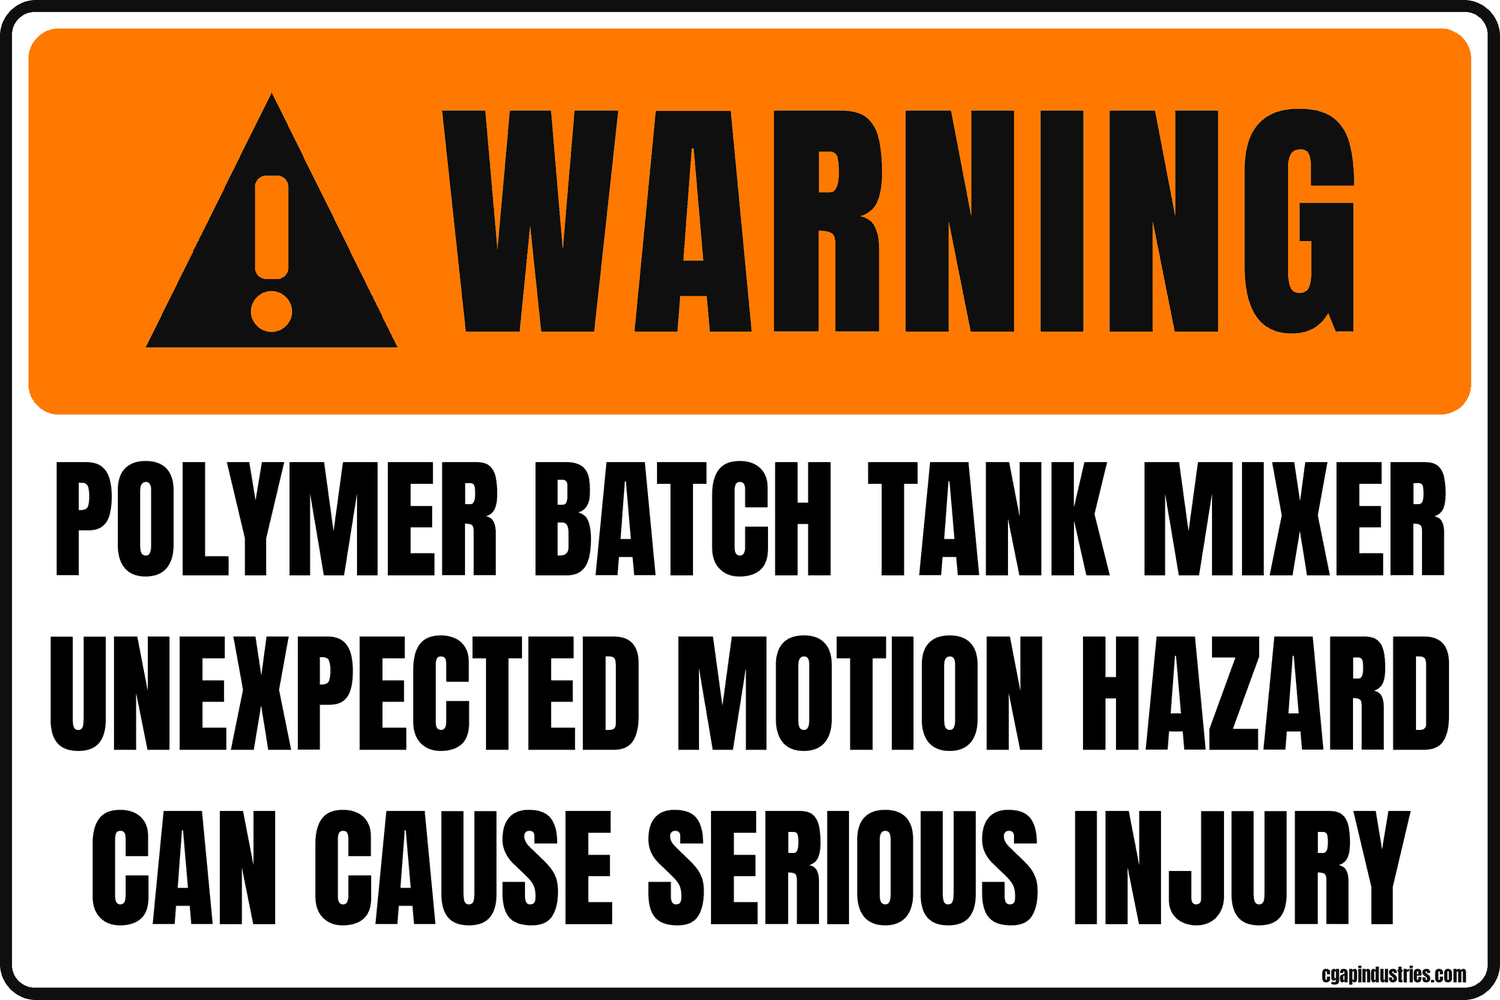 WARNING
POLYMER BATCH TANK MIXER
UNEXPECTED MOTION HAZARD
CAN CAUSE SERIOUS INJURY
cgapindustries.com